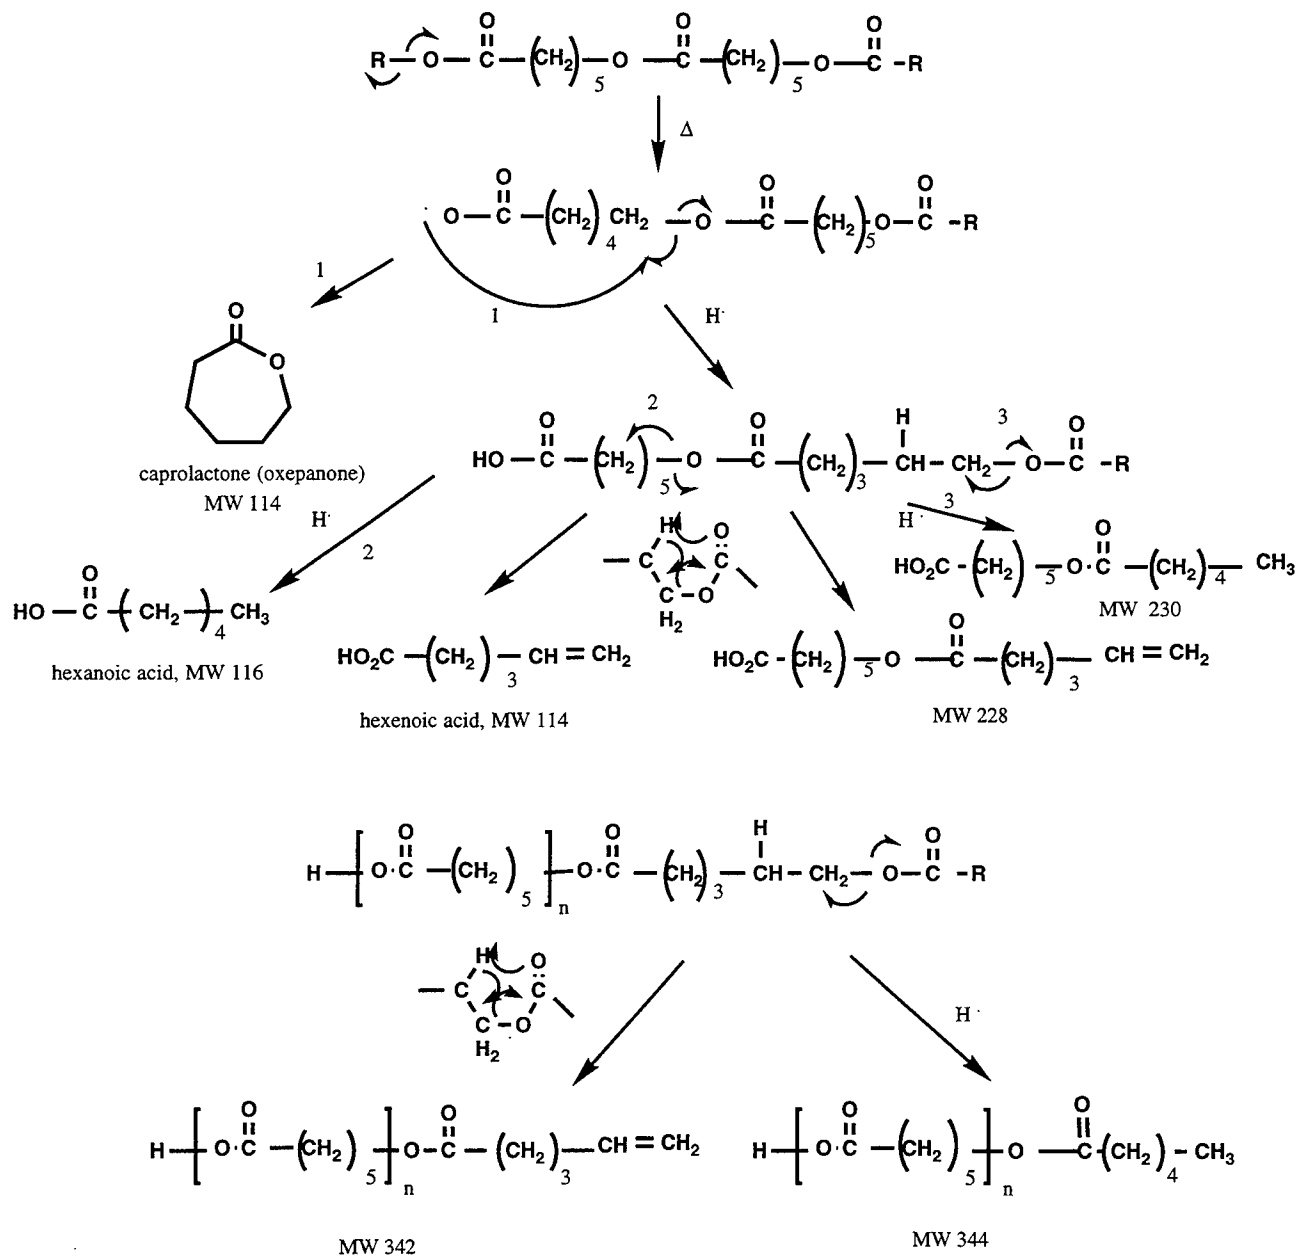 O O O
R—O—C—(CH2)5—O—C—(CH2)5—O—C-R
Δ
O O O
O—C—(CH2)4 CH2—O—C—(CH2)5O—C-R
1
1
H·
O
O
caprolactone (oxepanone)
MW 114
H·
2
2 3
O O H O
HO—C—(CH2)5—O—C—(CH2)3—CH—CH2—O—C-R
H·
3
H O
C C
C O
H2
O
HO2C-(CH2)5-O·C—(CH2)4—CH3
MW 230
O
HO—C—(CH2)4—CH3
hexanoic acid, MW 116
HO2C—(CH2)3—CH=CH2
hexenoic acid, MW 114
O
HO2C-(CH2)5—O—C—(CH2)3—CH=CH2
MW 228
O O H O
H—[O·C—(CH2)5]n—O·C—(CH2)3—CH—CH2—O—C-R
H O
C C
C—O
H2
H·
O O
H—[O·C—(CH2)5]n—O—C—(CH2)3—CH=CH2
MW 342
O O
H—[O·C—(CH2)5]n—O—C—(CH2)4—CH3
MW 344